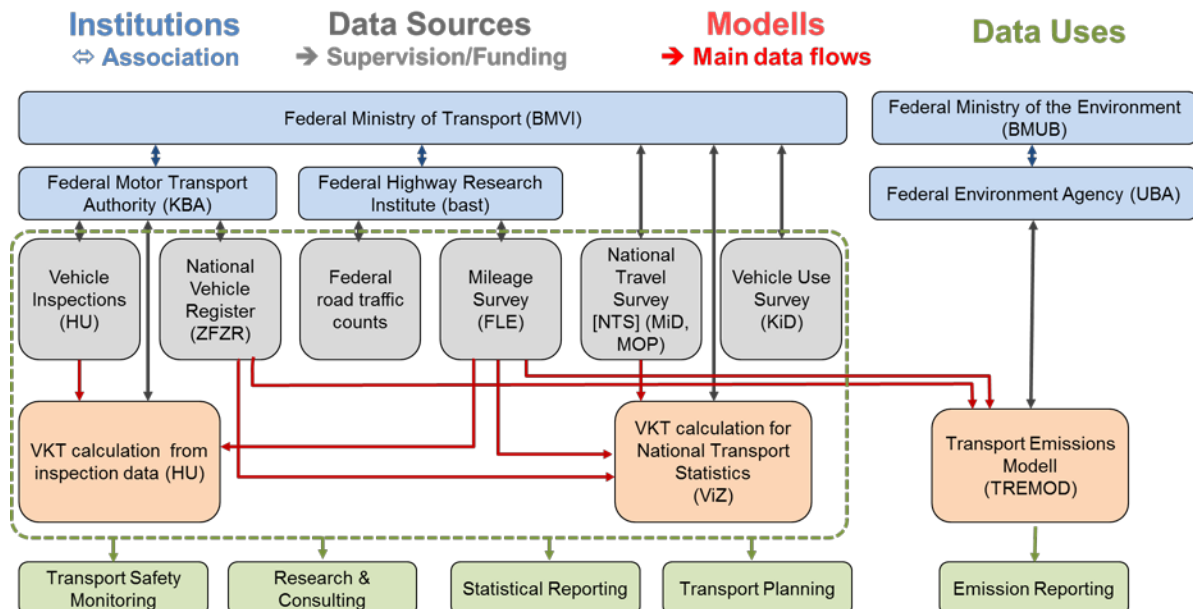 Institutions
Data Sources
Modells
Data Uses
⇔ Association
➔ Supervision/Funding
➔ Main data flows
Federal Ministry of Transport (BMVI)
Federal Ministry of the Environment
(BMUB)
Federal Motor Transport
Authority (KBA)
Federal Highway Research
Institute (bast)
Federal Environment Agency (UBA)
Vehicle
Inspections
(HU)
National
Vehicle
Register
(ZFZR)
Federal
road traffic
counts
Mileage
Survey
(FLE)
National
Travel
Survey
[NTS] (MiD,
MOP)
Vehicle Use
Survey
(KiD)
VKT calculation from
inspection data (HU)
VKT calculation for
National Transport
Statistics
(ViZ)
Transport Emissions
Modell
(TREMOD)
Transport Safety
Monitoring
Research &
Consulting
Statistical Reporting
Transport Planning
Emission Reporting